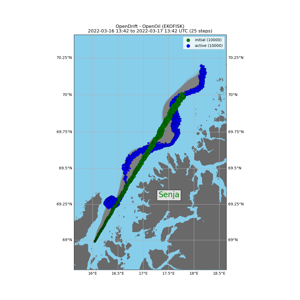 OpenDrift - OpenOil (EKOFISK)
2022-03-16 13:42 to 2022-03-17 13:42 UTC (25 steps)
initial (10000)
active (10000)
70.25°N
70.25°N
70°N
70°N
69.75°N
69.75°N
69.5°N
69.5°N
Senja
69.25°N
69.25°N
69°N
69°N
16°E
16.5°E
17°E
17.5°E
18°E
18.5°E